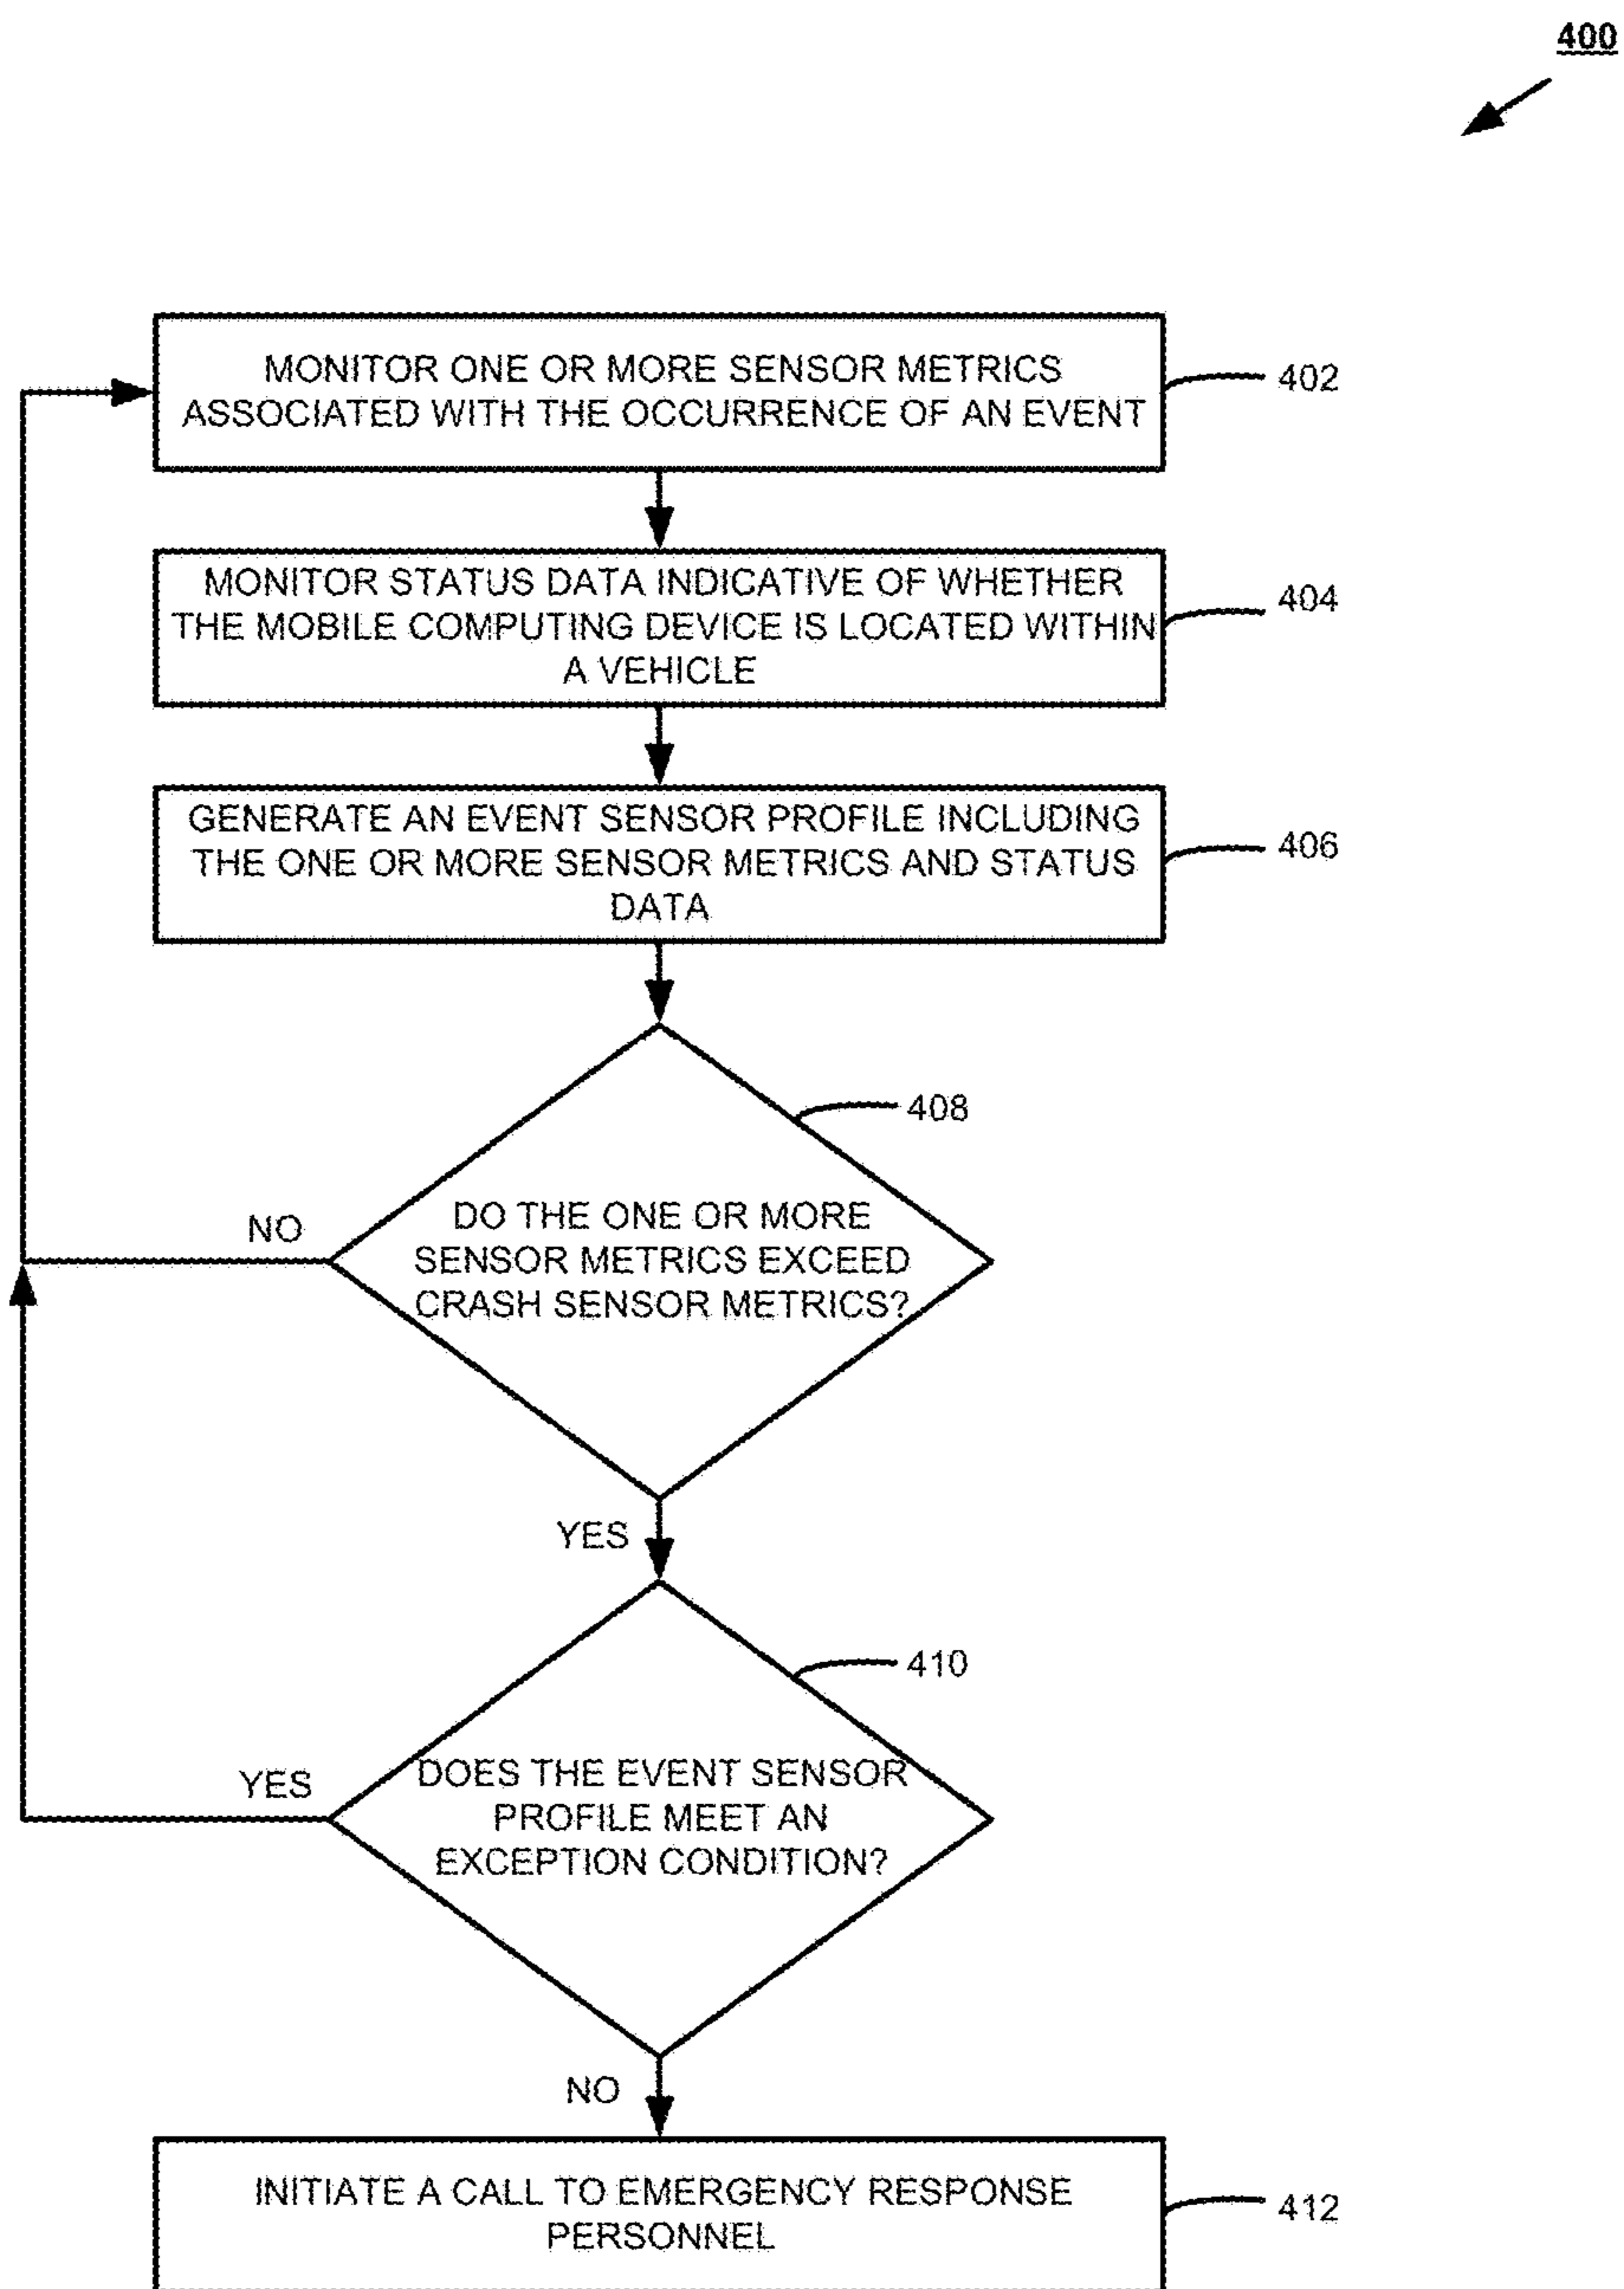 400
MONITOR ONE OR MORE SENSOR METRICS
ASSOCIATED WITH THE OCCURRENCE OF AN EVENT
402
MONITOR STATUS DATA INDICATIVE OF WHETHER
THE MOBILE COMPUTING DEVICE IS LOCATED WITHIN
A VEHICLE
404
GENERATE AN EVENT SENSOR PROFILE INCLUDING
THE ONE OR MORE SENSOR METRICS AND STATUS
DATA
406
408
NO
DO THE ONE OR MORE
SENSOR METRICS EXCEED
CRASH SENSOR METRICS?
YES
410
YES
DOES THE EVENT SENSOR
PROFILE MEET AN
EXCEPTION CONDITION?
NO
INITIATE A CALL TO EMERGENCY RESPONSE
PERSONNEL
412